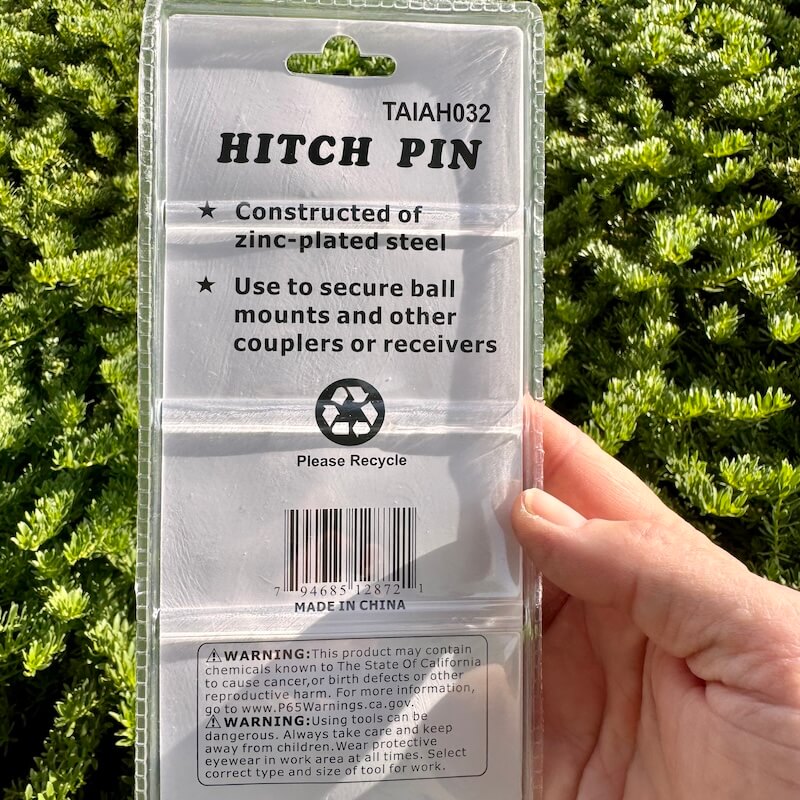 TAIAH032
HITCH PIN
★ Constructed of
zinc-plated steel
★ Use to secure ball
mounts and other
couplers or receivers
Please Recycle
7 94685 12872 1
MADE IN CHINA
⚠WARNING:This product may contain
chemicals known to The State Of California
to cause cancer,or birth defects or other
reproductive harm. For more information,
go to www.P65Warnings.ca.gov.
⚠WARNING:Using tools can be
dangerous. Always take care and keep
away from children.Wear protective
eyewear in work area at all times. Select
correct type and size of tool for work.